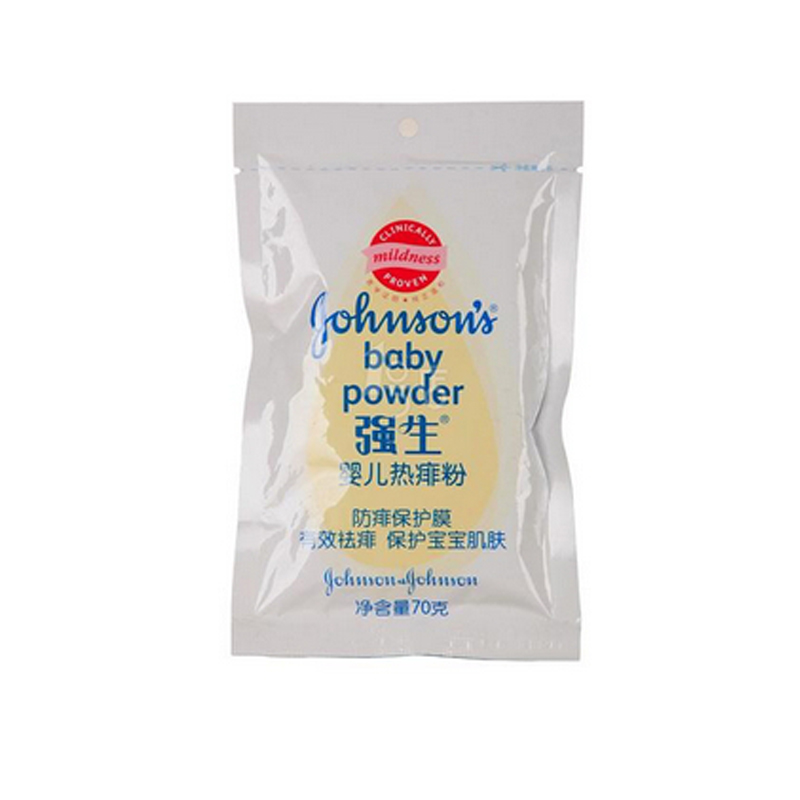 CLINICALLY
mildness
PROVEN
Johnson's®
baby
powder
强生®
婴儿热痱粉
防痱保护膜
有效祛痱 保护宝宝肌肤
Johnson & Johnson
净含量70克